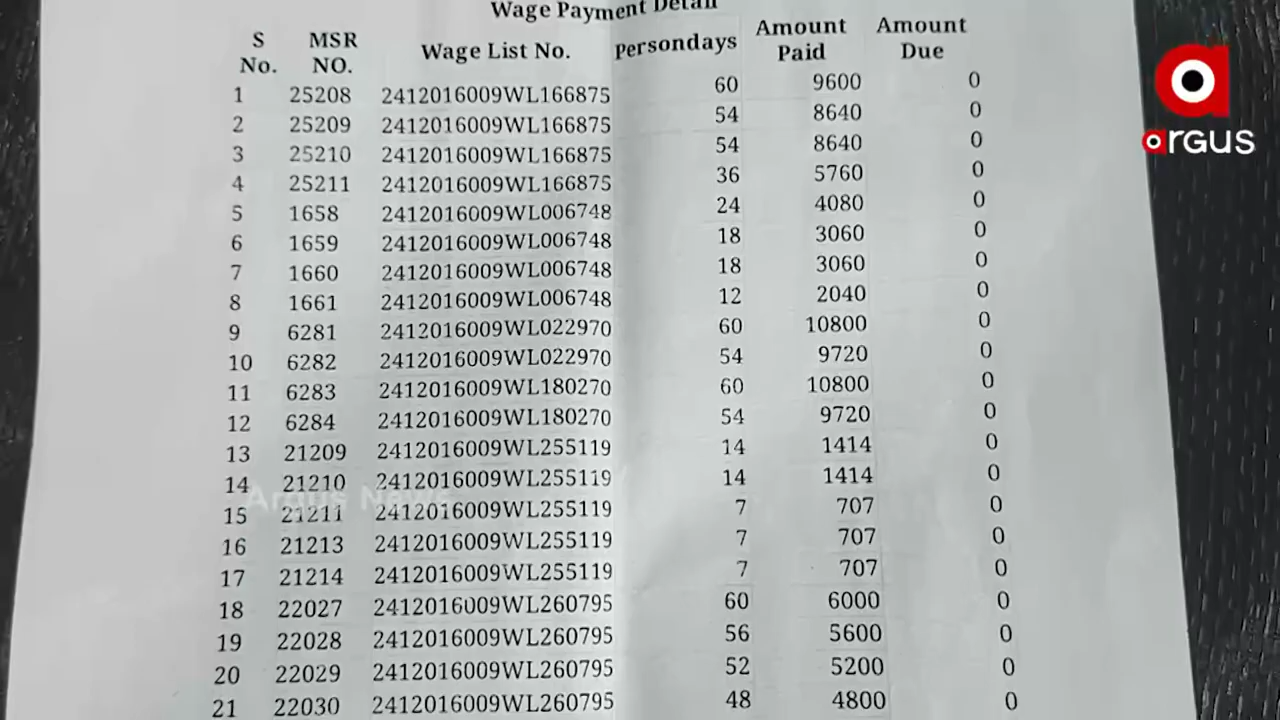 Wage Payment Detail
S No. MSR NO. Wage List No. Persondays Amount Paid Amount Due
1 25208 2412016009WL166875 60 9600 0
2 25209 2412016009WL166875 54 8640 0
3 25210 2412016009WL166875 54 8640 0
4 25211 2412016009WL166875 36 5760 0
5 1658 2412016009WL006748 24 4080 0
6 1659 2412016009WL006748 18 3060 0
7 1660 2412016009WL006748 18 3060 0
8 1661 2412016009WL006748 12 2040 0
9 6281 2412016009WL022970 60 10800 0
10 6282 2412016009WL022970 54 9720 0
11 6283 2412016009WL180270 60 10800 0
12 6284 2412016009WL180270 54 9720 0
13 21209 2412016009WL255119 14 1414 0
14 21210 2412016009WL255119 14 1414 0
15 21211 2412016009WL255119 7 707 0
16 21213 2412016009WL255119 7 707 0
17 21214 2412016009WL255119 7 707 0
18 22027 2412016009WL260795 60 6000 0
19 22028 2412016009WL260795 56 5600 0
20 22029 2412016009WL260795 52 5200 0
21 22030 2412016009WL260795 48 4800 0
argus
Argus News